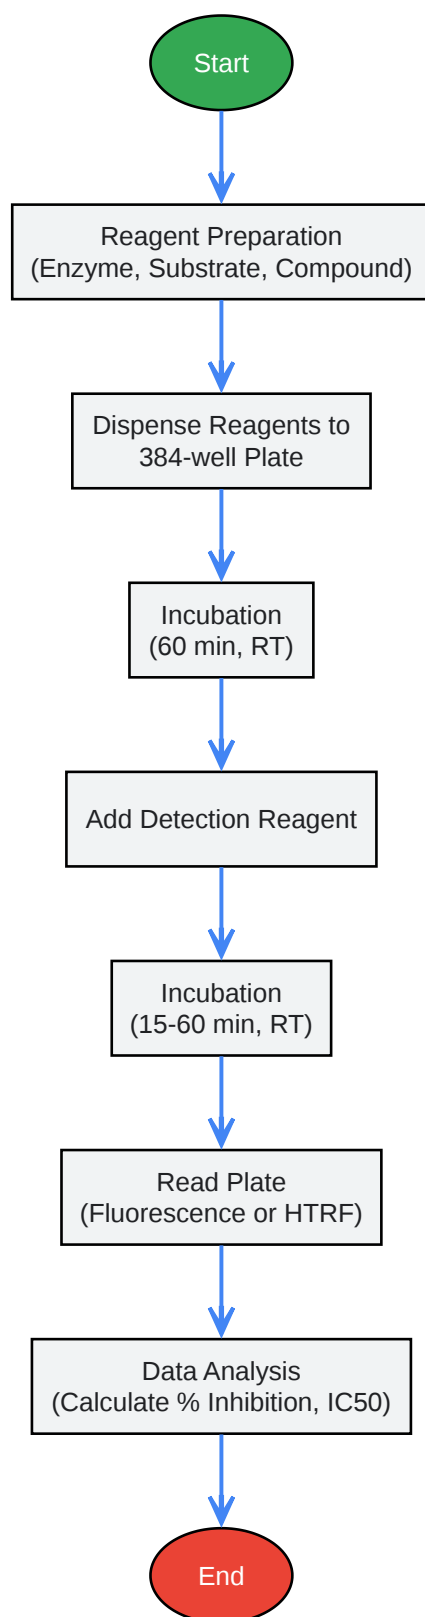 Start
Reagent Preparation
(Enzyme, Substrate, Compound)
Dispense Reagents to
384-well Plate
Incubation
(60 min, RT)
Add Detection Reagent
Incubation
(15-60 min, RT)
Read Plate
(Fluorescence or HTRF)
Data Analysis
(Calculate % Inhibition, IC50)
End